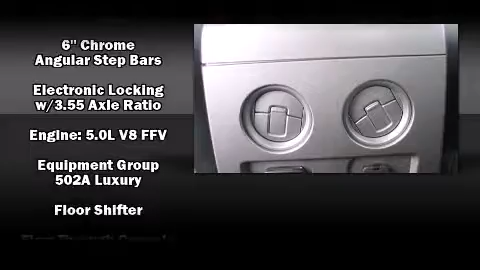 6" Chrome
Angular Step Bars
Electronic Locking
w/3.55 Axle Ratio
Engine: 5.0L V8 FFV
Equipment Group
502A Luxury
Floor Shifter